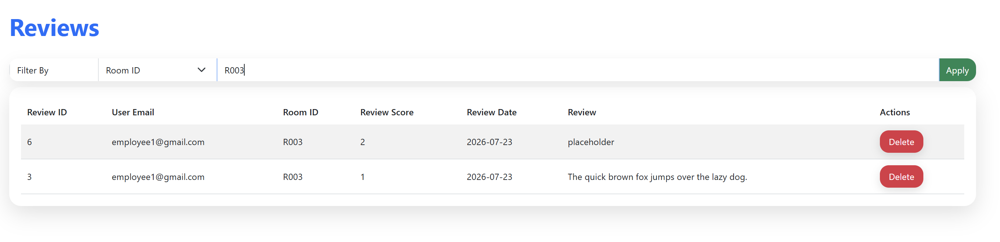 Reviews
Filter By Room ID R003 Apply
Review ID User Email Room ID Review Score Review Date Review Actions
6 employee1@gmail.com R003 2 2026-07-23 placeholder Delete
3 employee1@gmail.com R003 1 2026-07-23 The quick brown fox jumps over the lazy dog. Delete